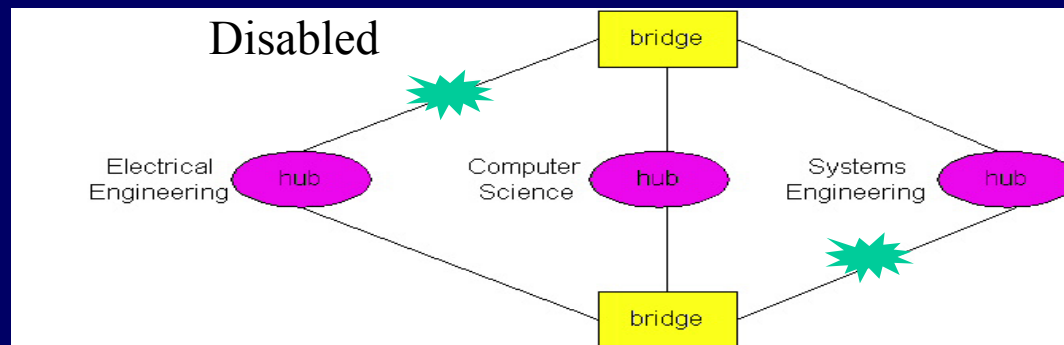 Disabled
bridge
Electrical
Engineering
hub
Computer
Science
hub
Systems
Engineering
hub
bridge